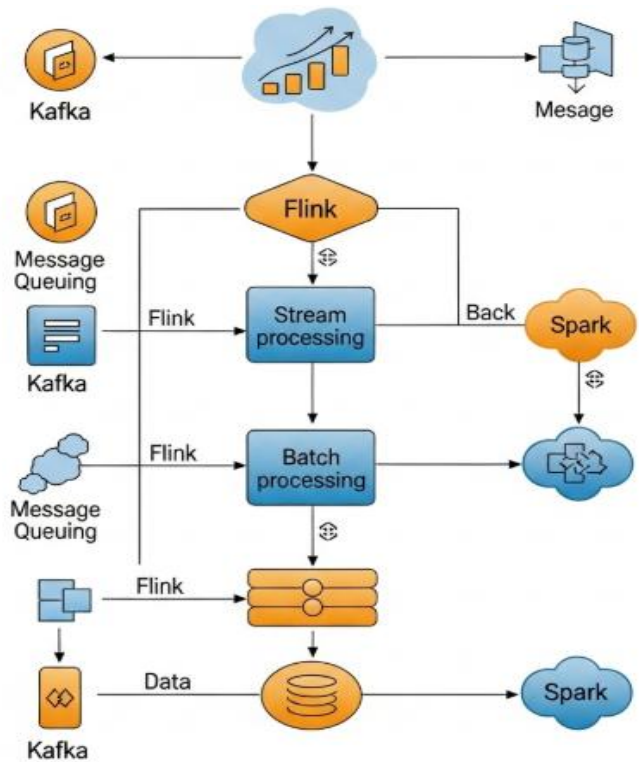 Kafka
Mesage
Flink
Message
Queuing
Flink
Stream
processing
Back
Spark
Kafka
Flink
Batch
processing
Message
Queuing
Flink
Data
Spark
Kafka